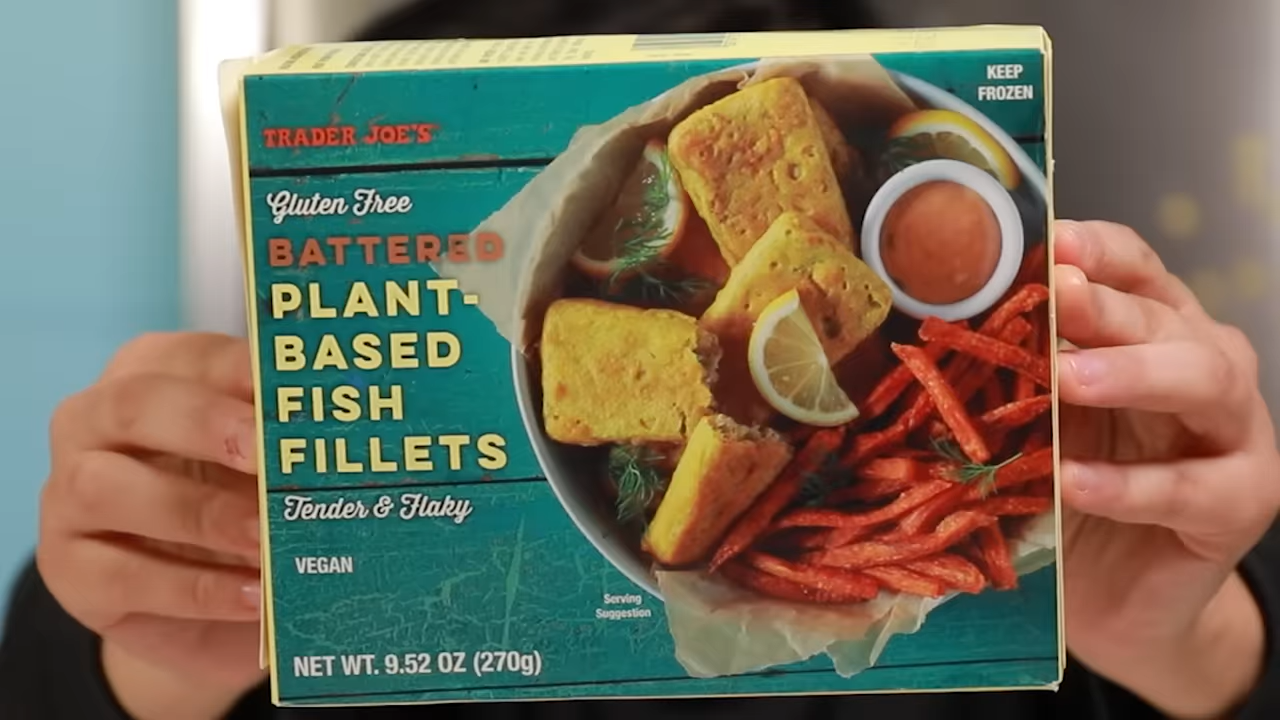 TRADER JOE'S
KEEP
FROZEN
Gluten Free
BATTERED
PLANT-
BASED
FISH
FILLETS
Tender & Flaky
VEGAN
Serving
Suggestion
NET WT. 9.52 OZ (270g)